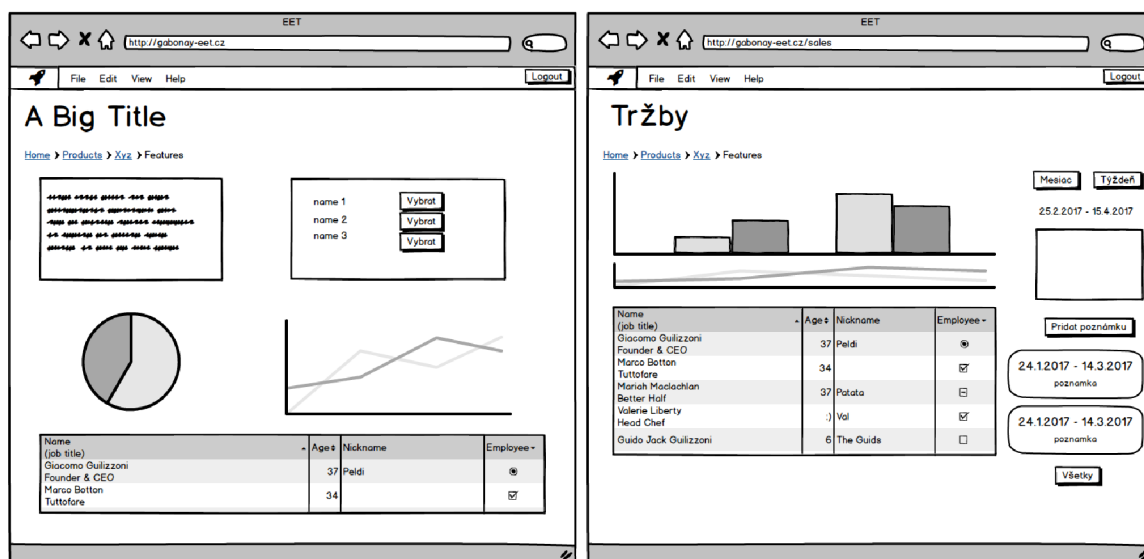 EET
http://gabonay-eet.cz
File Edit View Help
Logout
A Big Title
Home > Products > Xyz > Features
name 1 Vybrat
name 2 Vybrat
name 3 Vybrat
Name
(job title)
Age Nickname Employee
Giacomo Guilizzoni
Founder & CEO
37 Peldi
Marco Botton
Tuttofare
34
EET
http://gabonay-eet.cz/sales
File Edit View Help
Logout
Tržby
Home > Products > Xyz > Features
Mesiac Týždeň
25.2.2017 - 15.4.2017
Name
(job title)
Age Nickname Employee
Giacomo Guilizzoni
Founder & CEO
37 Peldi
Marco Botton
Tuttofare
34
Mariah Maclachlan
Better Half
37 Patata
Valerie Liberty
Head Chef
:) Val
Guido Jack Guilizzoni 6 The Guids
Pridat poznámku
24.1.2017 - 14.3.2017
poznamka
24.1.2017 - 14.3.2017
poznamka
Všetky